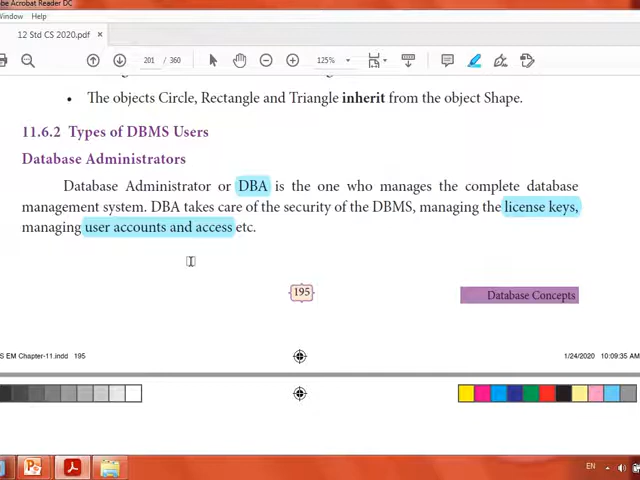 be Acrobat Reader DC
Window Help
12 Std CS 2020.pdf ×
201 / 360 125%
• The objects Circle, Rectangle and Triangle inherit from the object Shape.
11.6.2 Types of DBMS Users
Database Administrators
Database Administrator or DBA is the one who manages the complete database
management system. DBA takes care of the security of the DBMS, managing the license keys,
managing user accounts and access etc.
195
Database Concepts
S EM Chapter-11.indd 195
1/24/2020 10:09:35 AM
EN